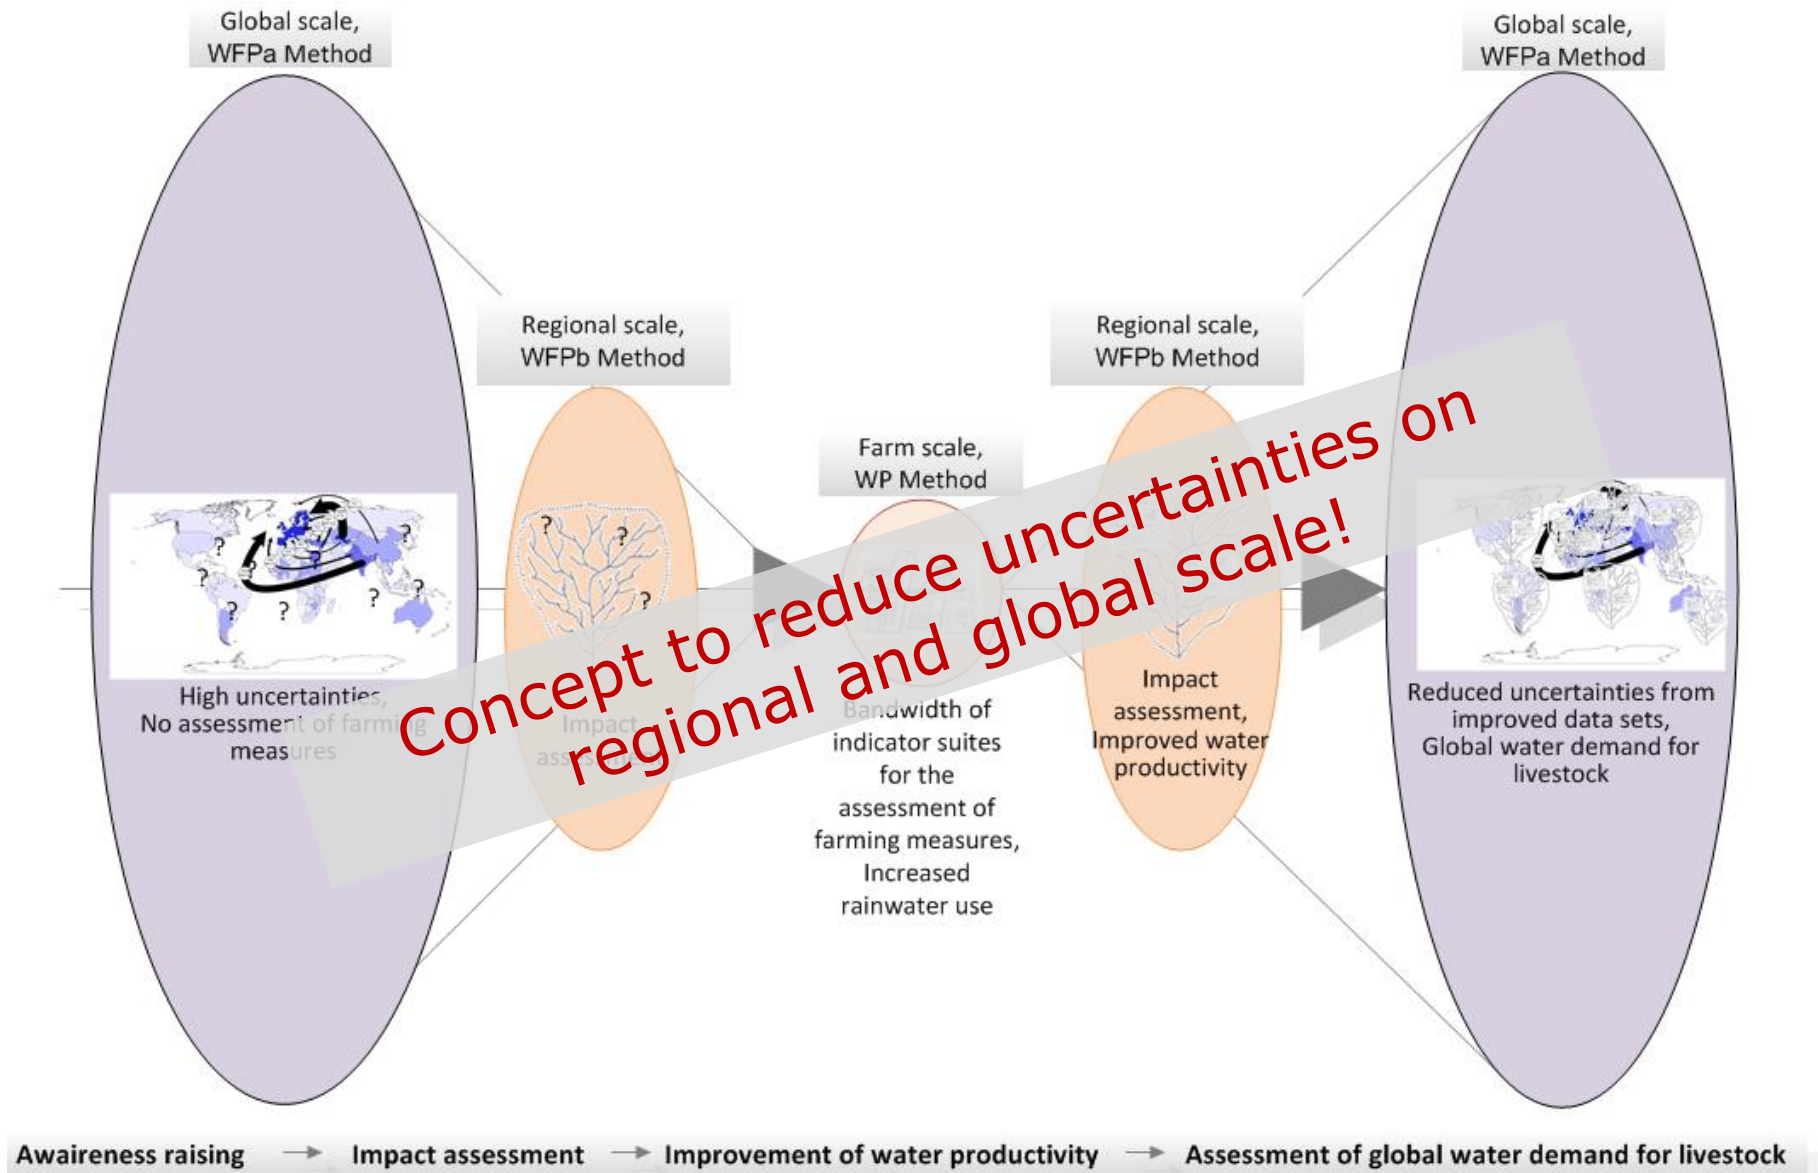 Global scale,
WFPa Method
Global scale,
WFPa Method
Regional scale,
WFPb Method
Regional scale,
WFPb Method
Farm scale,
WP Method
? ? ? ? ? ? ? ? ?
? ? ?
High uncertainties,
No assessment of farming
measures
Impact
assessment
Bandwidth of
indicator suites
for the
assessment of
farming measures,
Increased
rainwater use
Impact
assessment,
Improved water
productivity
Reduced uncertainties from
improved data sets,
Global water demand for
livestock
Concept to reduce uncertainties on
regional and global scale!
Awaireness raising → Impact assessment → Improvement of water productivity → Assessment of global water demand for livestock